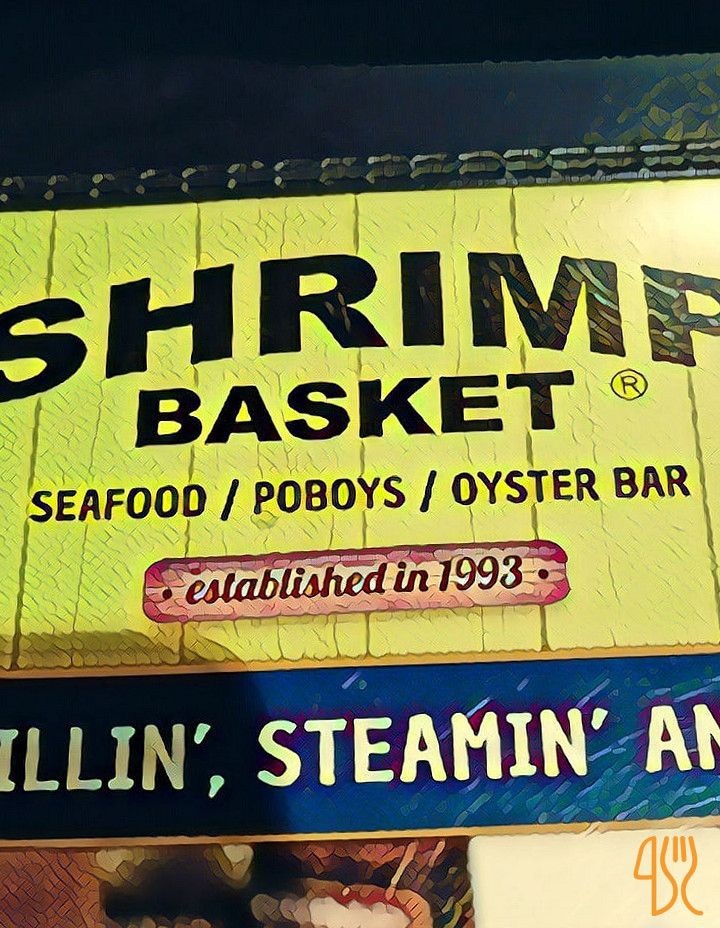 SHRIMP
BASKET ®
SEAFOOD / POBOYS / OYSTER BAR
• established in 1993 •
ILLIN', STEAMIN' AN